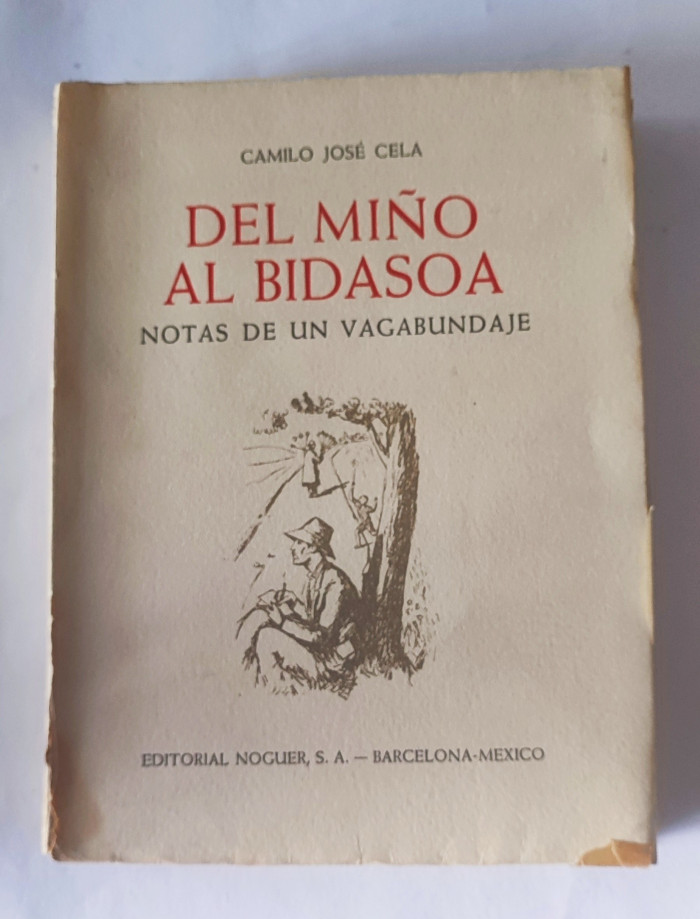 CAMILO JOSÉ CELA
DEL MIÑO
AL BIDASOA
NOTAS DE UN VAGABUNDAJE
EDITORIAL NOGUER, S. A. — BARCELONA-MEXICO